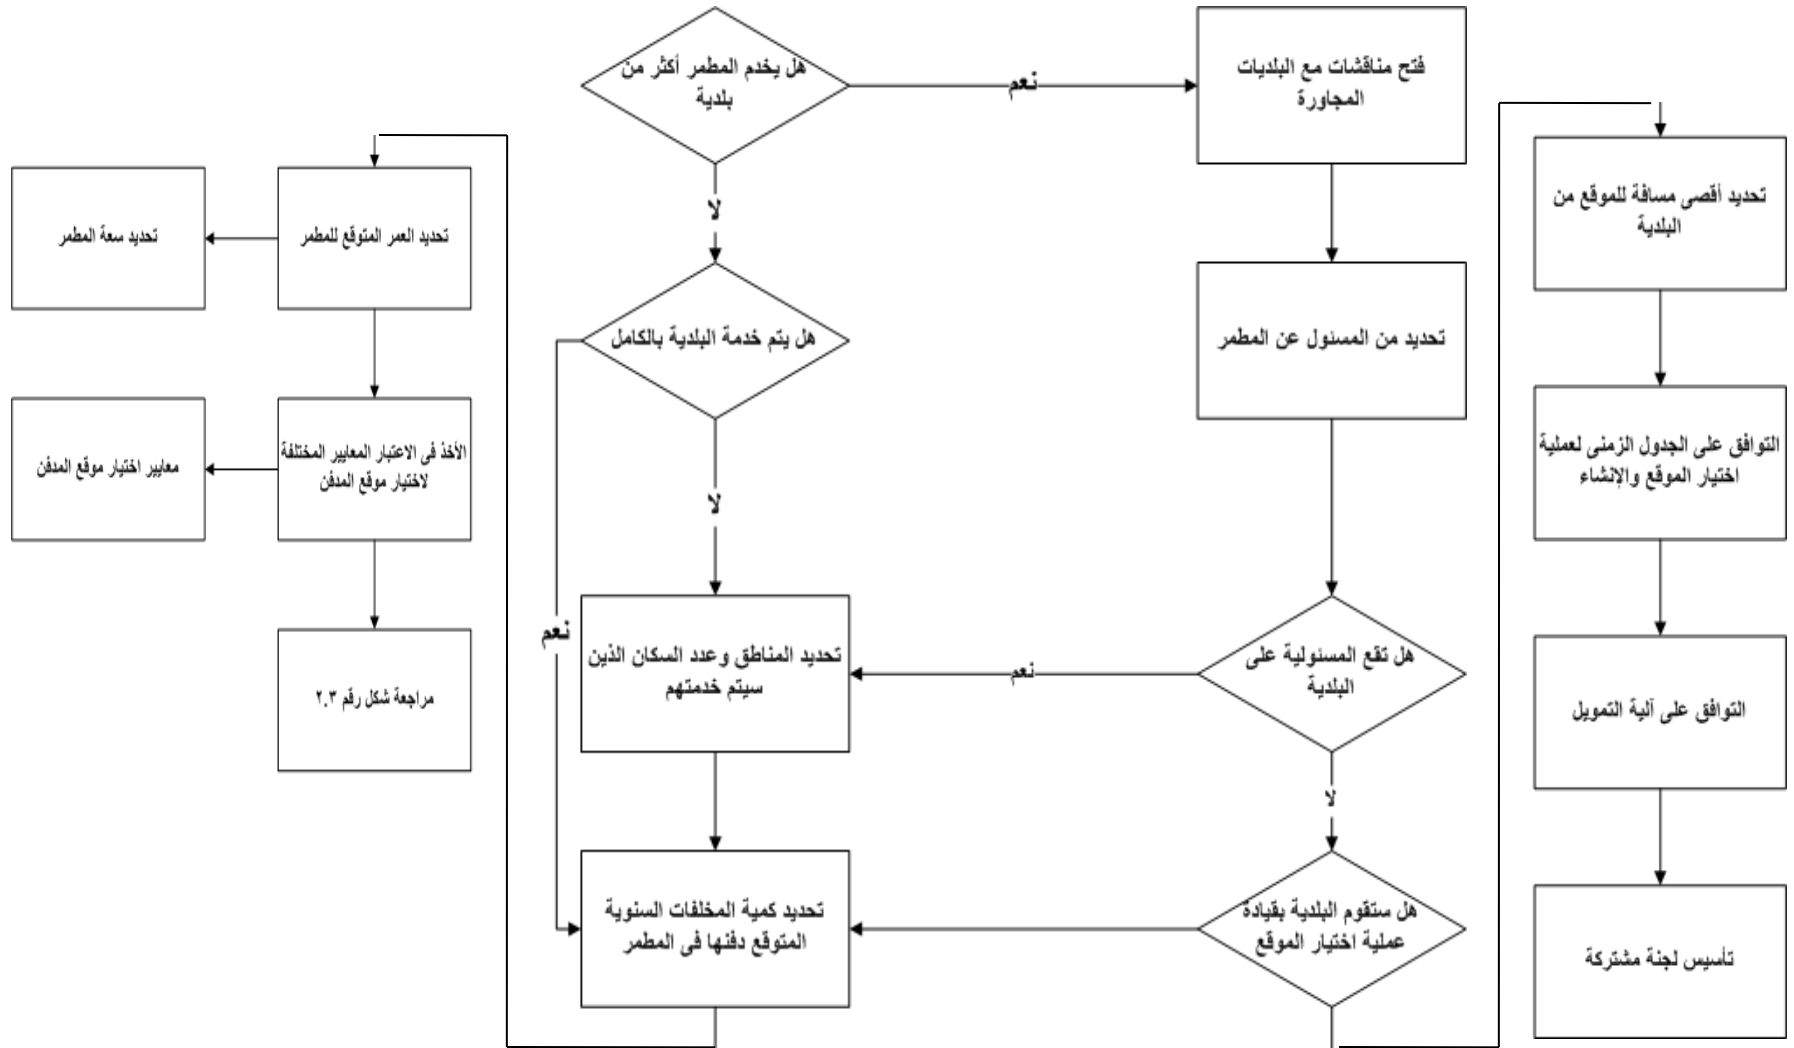 هل يخدم المطمر أكثر من
بلدية
نعم
فتح مناقشات مع البلديات
المجاورة
لا
تحديد أقصى مسافة للموقع من
البلدية
تحديد العمر المتوقع للمطمر
تحديد سعة المطمر
هل يتم خدمة البلدية بالكامل
تحديد من المسئول عن المطمر
التوافق على الجدول الزمنى لعملية
اختيار الموقع والإنشاء
الأخذ فى الاعتبار المعايير المختلفة
لاختيار موقع المدفن
معايير اختيار موقع المدفن
لا
نعم
تحديد المناطق وعدد السكان الذين
سيتم خدمتهم
نعم
هل تقع المسئولية على
البلدية
التوافق على آلية التمويل
مراجعة شكل رقم ٢.٣
لا
تحديد كمية المخلفات السنوية
المتوقع دفنها فى المطمر
هل ستقوم البلدية بقيادة
عملية اختيار الموقع
تأسيس لجنة مشتركة